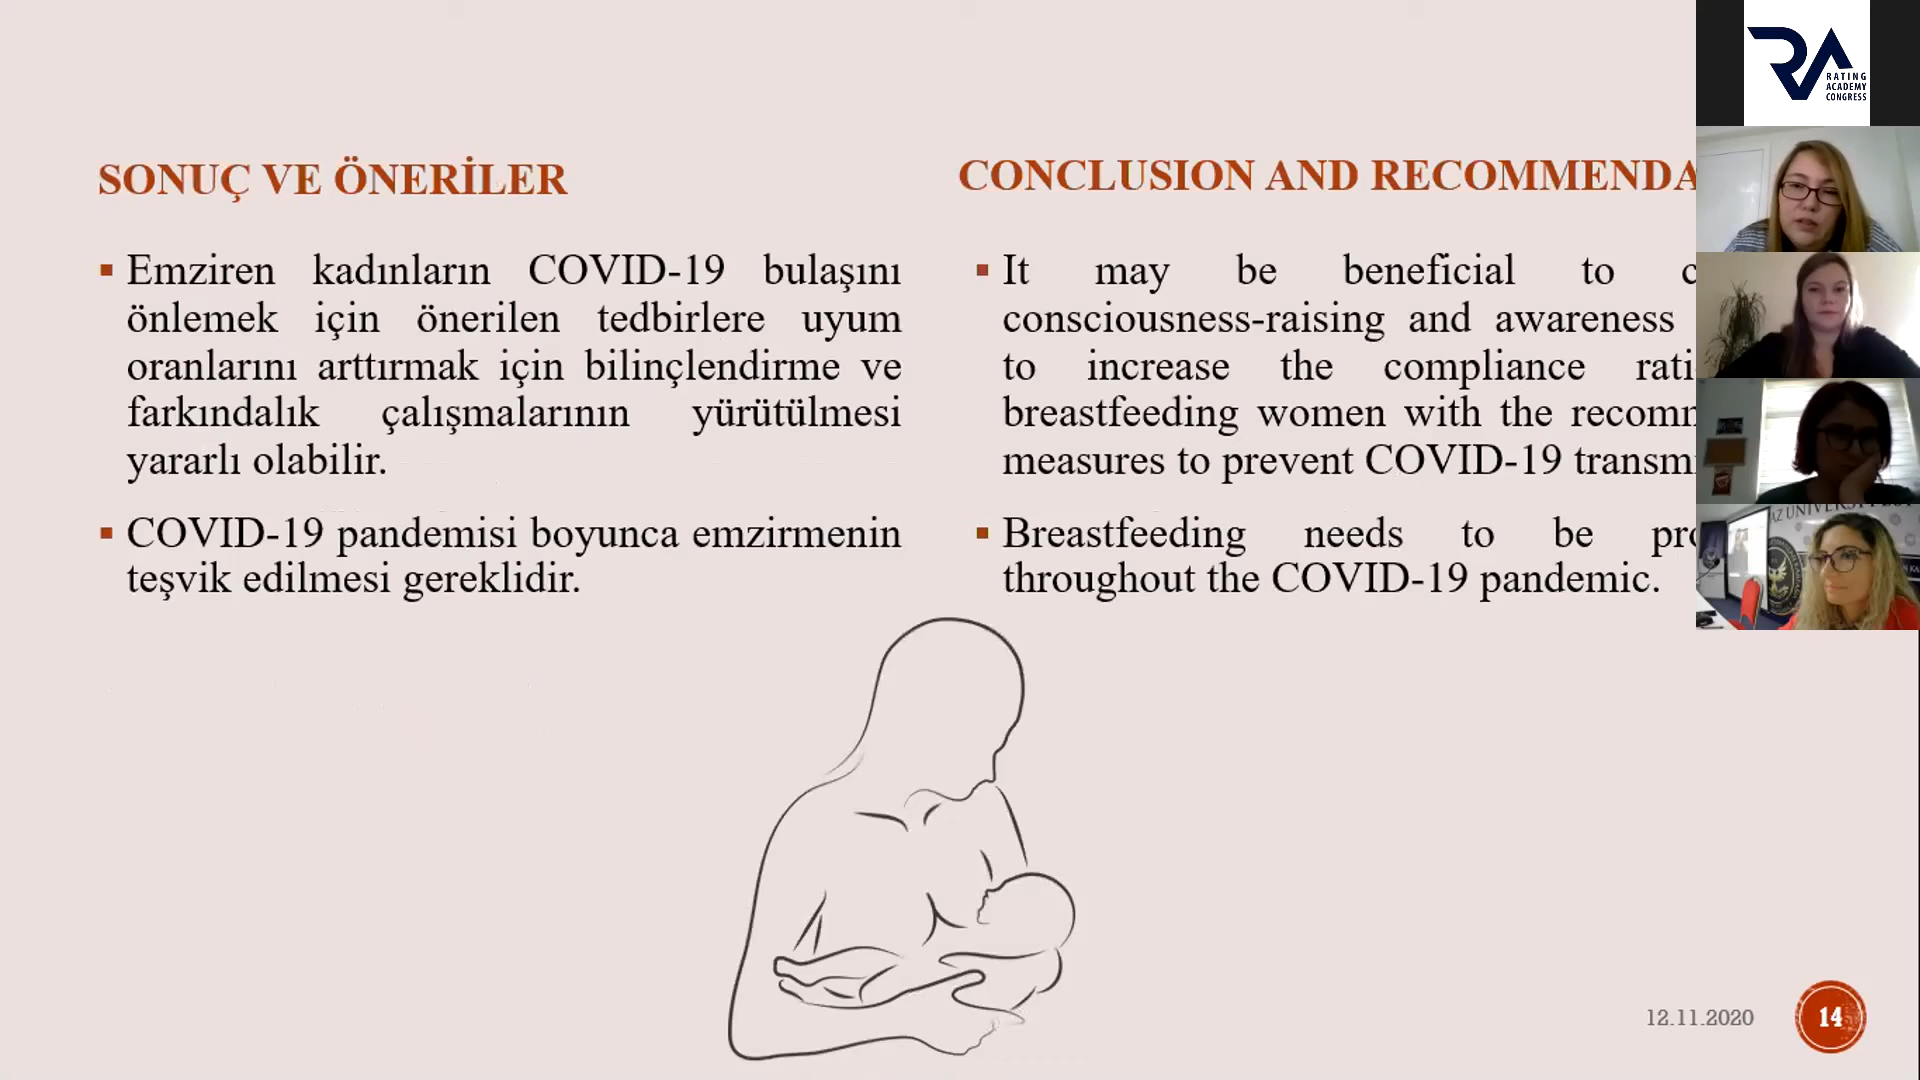 SONUÇ VE ÖNERİLER
Emziren kadınların COVID-19 bulaşını
önlemek için önerilen tedbirlere uyum
oranlarını arttırmak için bilinçlendirme ve
farkındalık çalışmalarının yürütülmesi
yararlı olabilir.
COVID-19 pandemisi boyunca emzirmenin
teşvik edilmesi gereklidir.
CONCLUSION AND RECOMMENDA
It may be beneficial to c
consciousness-raising and awareness
to increase the compliance rati
breastfeeding women with the recom
measures to prevent COVID-19 transm
Breastfeeding needs to be pro
throughout the COVID-19 pandemic.
12.11.2020
14
RA
RATING
ACADEMY
CONGRESS